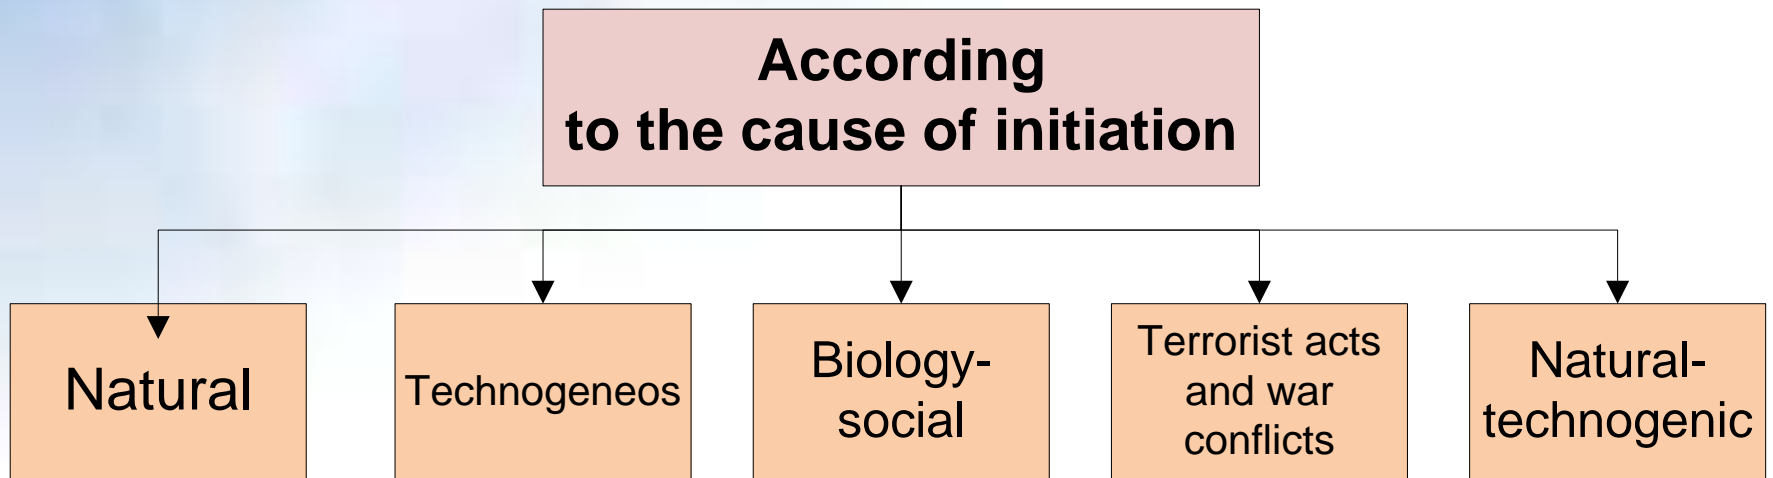 According
to the cause of initiation
Natural
Technogeneos
Biology-
social
Terrorist acts
and war
conflicts
Natural-
technogenic